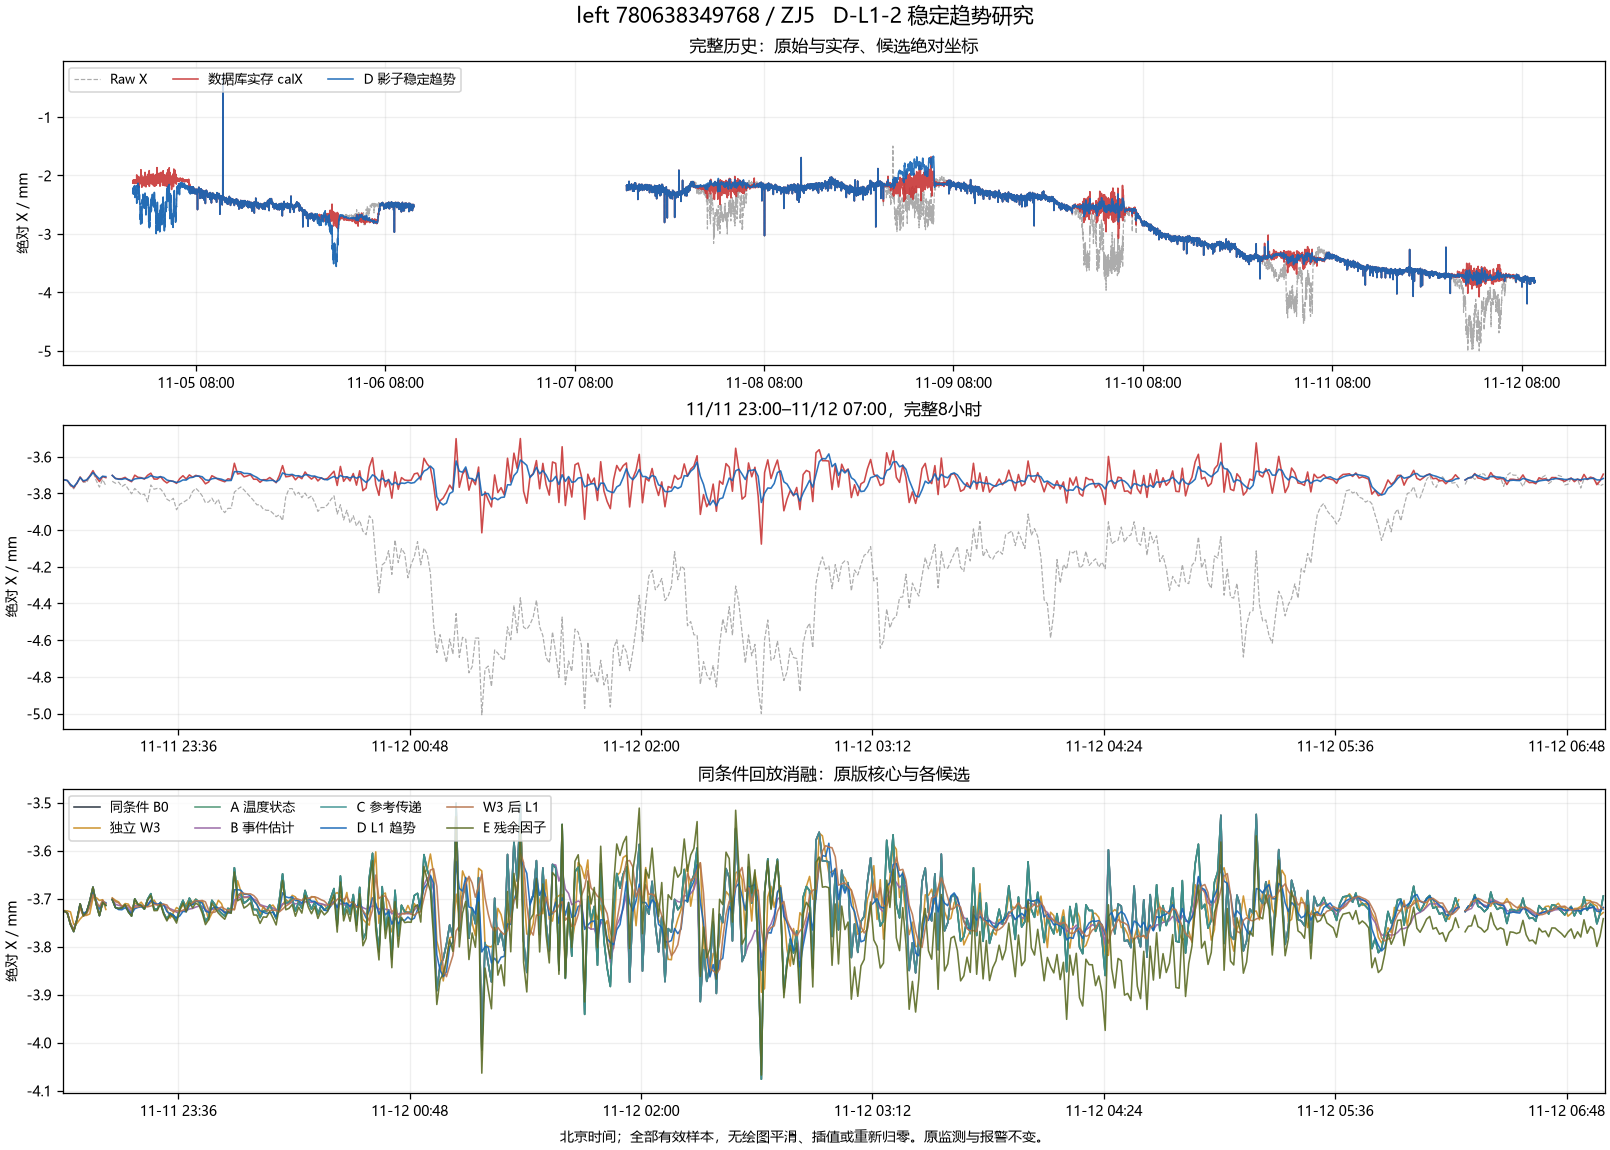 left 780638349768 / ZJ5   D-L1-2 稳定趋势研究
完整历史：原始与实存、候选绝对坐标
Raw X   数据库实存 calX   D 影子稳定趋势
绝对 X / mm
-1
-2
-3
-4
-5
11-05 08:00   11-06 08:00   11-07 08:00   11-08 08:00   11-09 08:00   11-10 08:00   11-11 08:00   11-12 08:00
11/11 23:00–11/12 07:00，完整8小时
绝对 X / mm
-3.6
-3.8
-4.0
-4.2
-4.4
-4.6
-4.8
-5.0
11-11 23:36   11-12 00:48   11-12 02:00   11-12 03:12   11-12 04:24   11-12 05:36   11-12 06:48
同条件回放消融：原版核心与各候选
同条件 B0   A 温度状态   C 参考传递   W3 后 L1
独立 W3   B 事件估计   D L1 趋势   E 残余因子
绝对 X / mm
-3.5
-3.6
-3.7
-3.8
-3.9
-4.0
-4.1
11-11 23:36   11-12 00:48   11-12 02:00   11-12 03:12   11-12 04:24   11-12 05:36   11-12 06:48
北京时间；全部有效样本，无绘图平滑、插值或重新归零。原监测与报警不变。